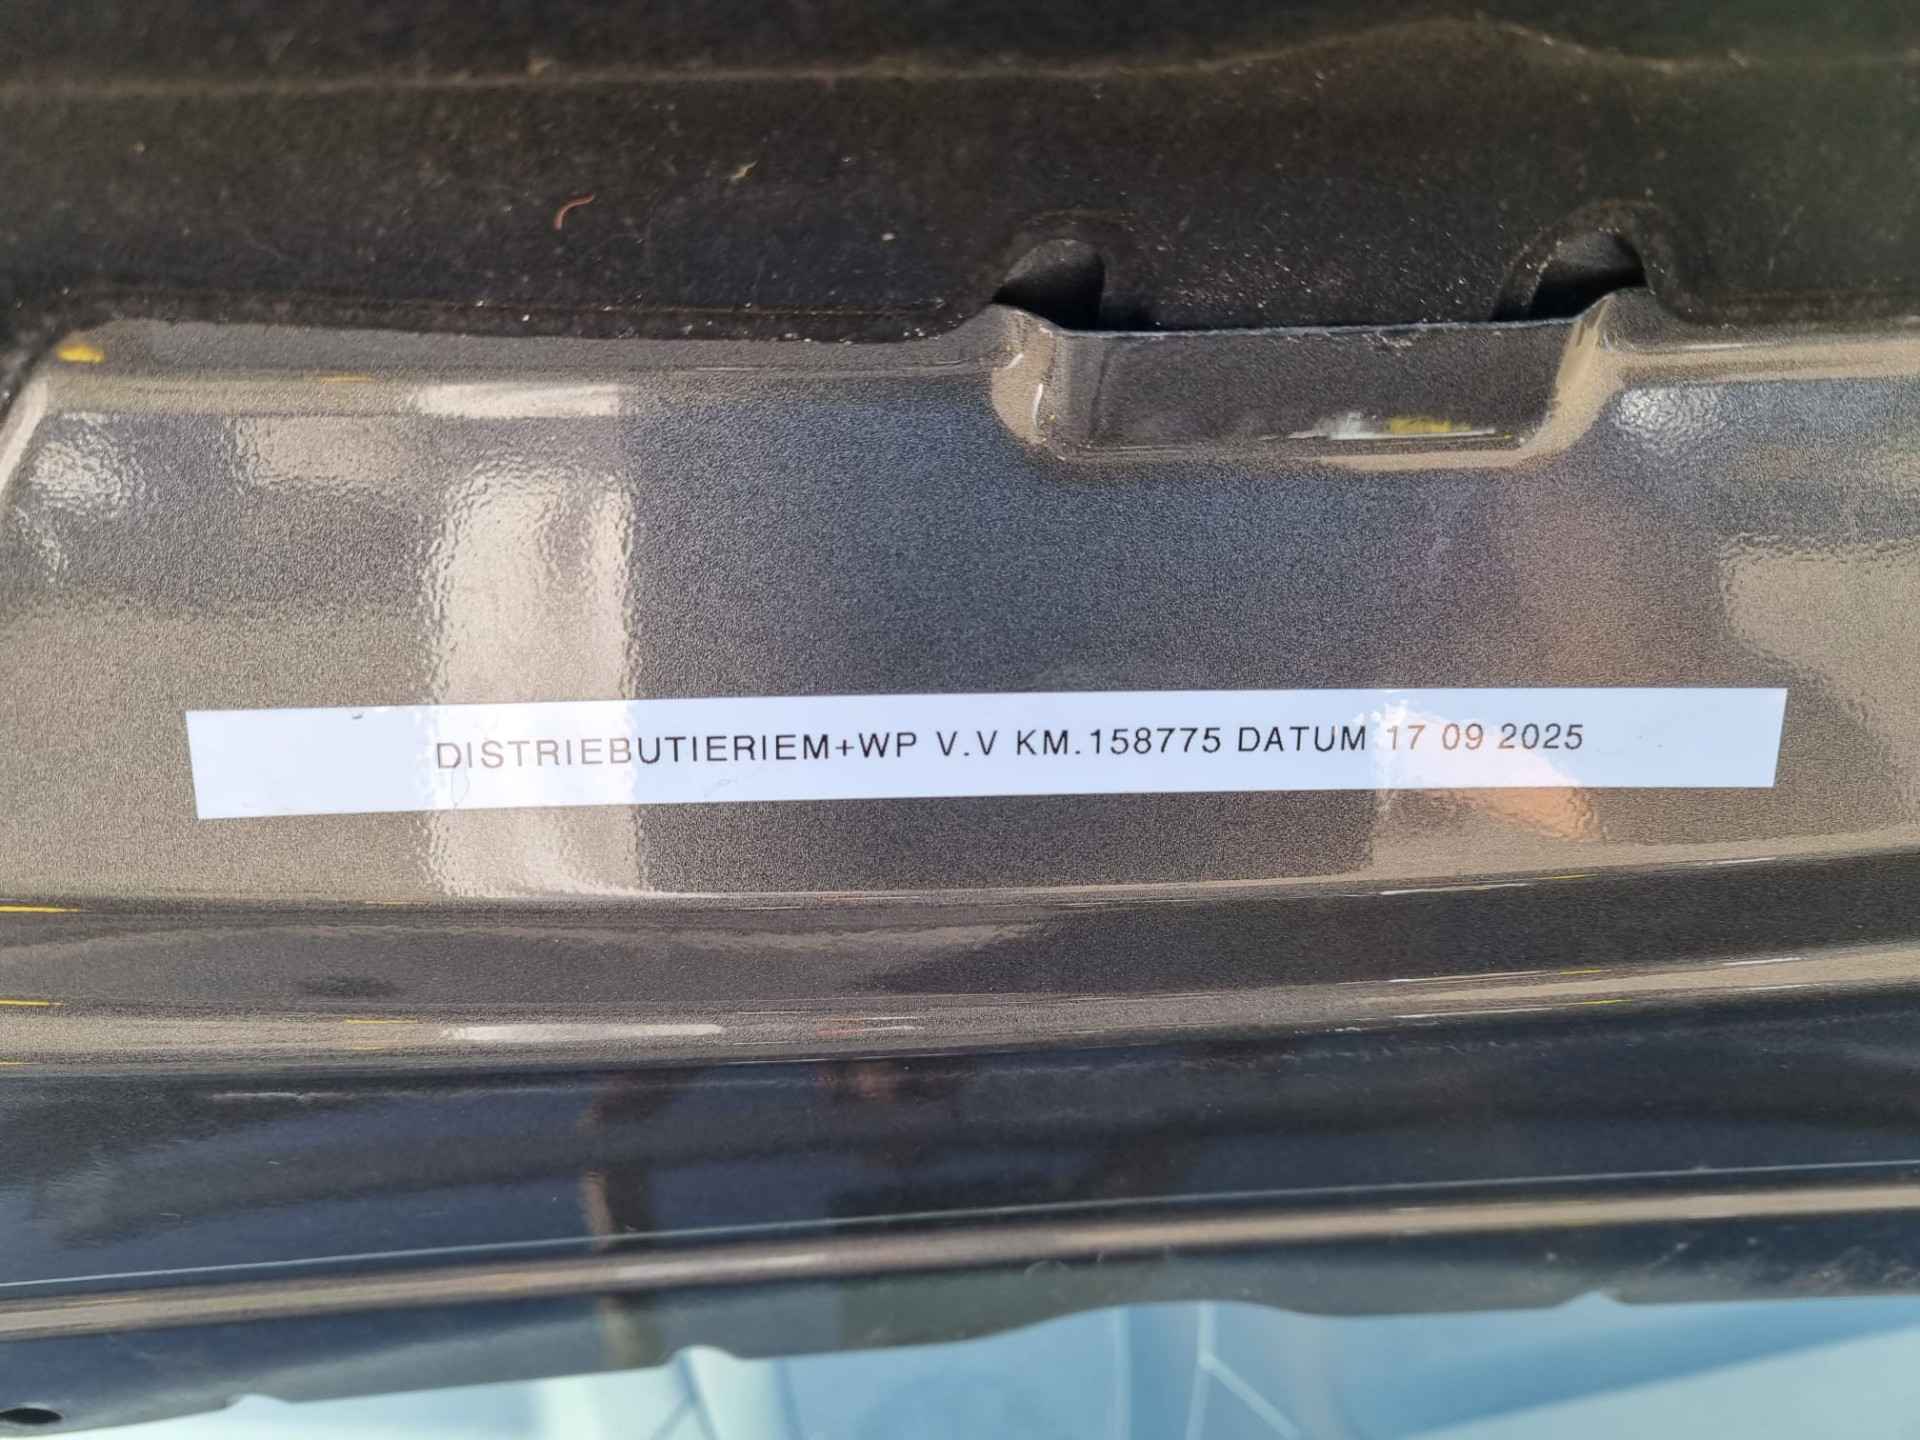 DISTRIEBUTIERIEM+WP V.V KM.158775 DATUM 17 09 2025